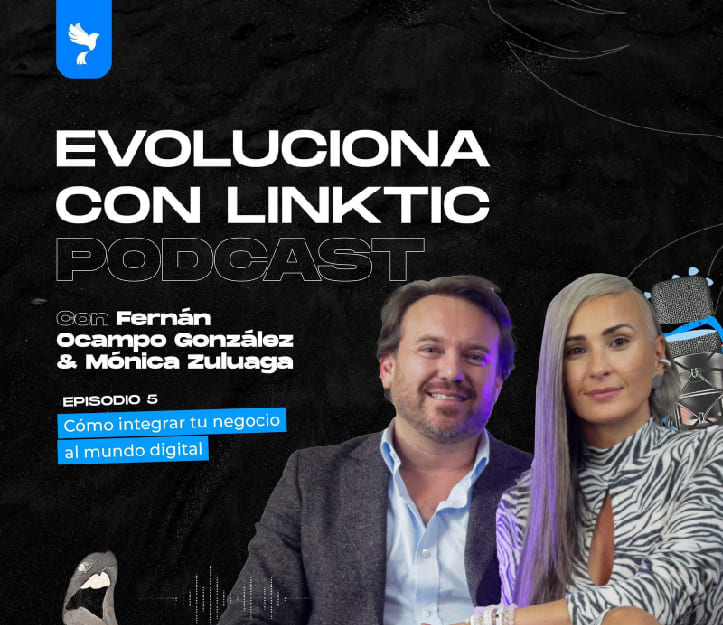 EVOLUCIONA
CON LINKTIC
PODCAST
Con Fernán
Ocampo González
& Mónica Zuluaga
EPISODIO 5
Cómo integrar tu negocio
al mundo digital